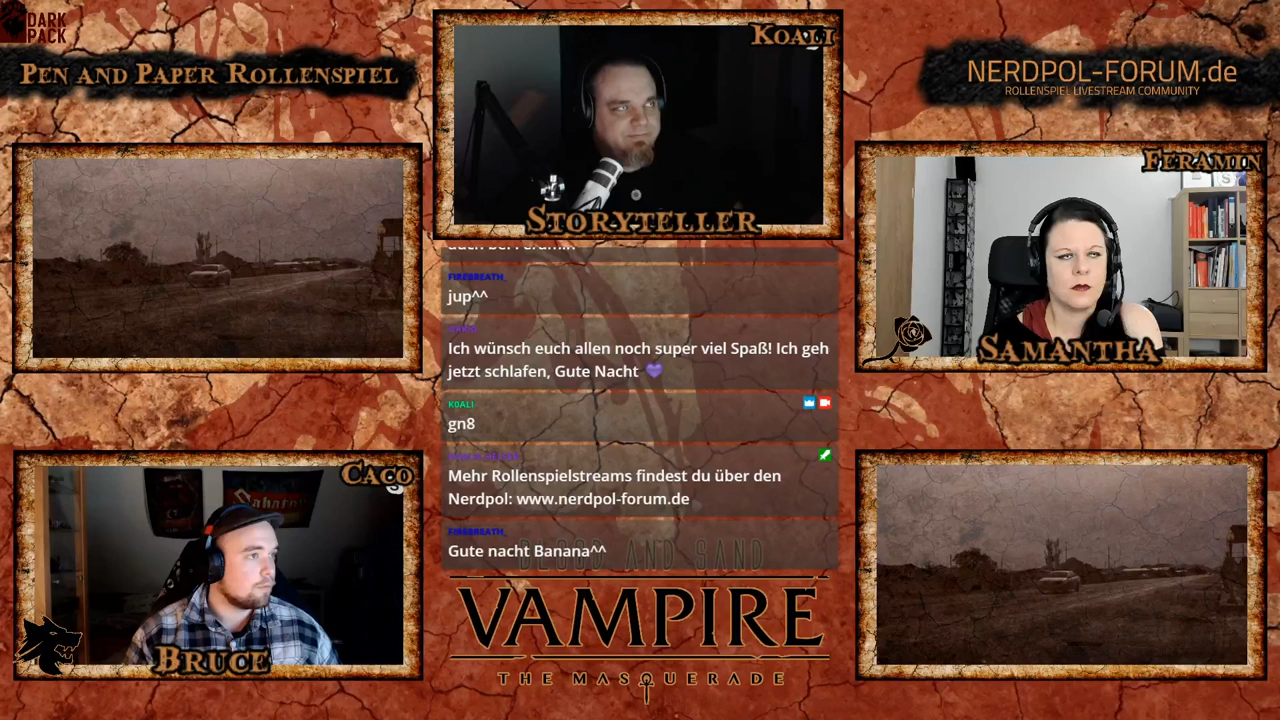 DARK
PACK
PEN AND PAPER ROLLENSPIEL
KOALI
STORYTELLER
NERDPOL-FORUM.de
ROLLENSPIEL LIVESTREAM COMMUNITY
FERAMIN
SAMANTHA
FIREBREATH_
jup^^
Ich wünsch euch allen noch super viel Spaß! Ich geh
jetzt schlafen, Gute Nacht 💜
K0ALI
gn8
Mehr Rollenspielstreams findest du über den
Nerdpol: www.nerdpol-forum.de
FIREBREATH_
Gute nacht Banana^^
CACO
BRUCE
BLOOD AND SAND
VAMPIRE
THE MASQUERADE